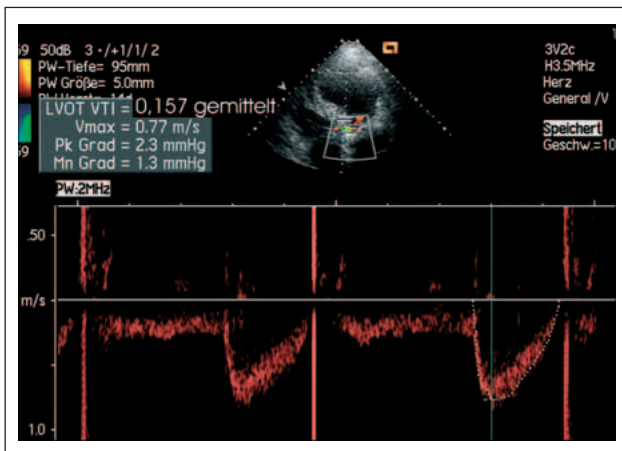 50dB 3 ·/+1/1/ 2
PW-Tiefe= 95mm
PW Größe= 5.0mm
LVOT VTI = 0,157 gemittelt
Vmax = 0.77 m/s
Pk Grad = 2.3 mmHg
Mn Grad = 1.3 mmHg
PW:2MHz
3V2c
H3.5MHz
Herz
General /V
Speichert
Geschw.=10
.50
m/s
1.0